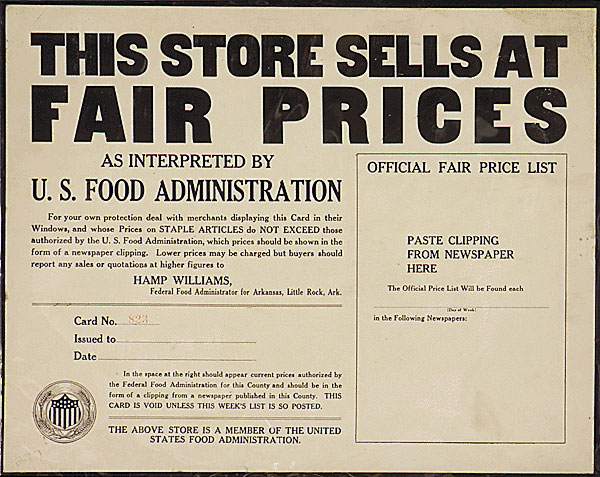 THIS STORE SELLS AT
FAIR PRICES
AS INTERPRETED BY
U. S. FOOD ADMINISTRATION
For your own protection deal with merchants displaying this Card in their
Windows, and whose Prices on STAPLE ARTICLES do NOT EXCEED those
authorized by the U. S. Food Administration, which prices should be shown in the
form of a newspaper clipping. Lower prices may be charged but buyers should
report any sales or quotations at higher figures to
HAMP WILLIAMS,
Federal Food Administrator for Arkansas, Little Rock, Ark.
Card No. 823
Issued to
Date
In the space at the right should appear current prices authorized by
the Federal Food Administration for this County and should be in the
form of a clipping from a newspaper published in this County. THIS
CARD IS VOID UNLESS THIS WEEK'S LIST IS SO POSTED.
THE ABOVE STORE IS A MEMBER OF THE UNITED
STATES FOOD ADMINISTRATION.
OFFICIAL FAIR PRICE LIST
PASTE CLIPPING
FROM NEWSPAPER
HERE
The Official Price List Will be Found each
(Day of Week)
in the Following Newspapers: